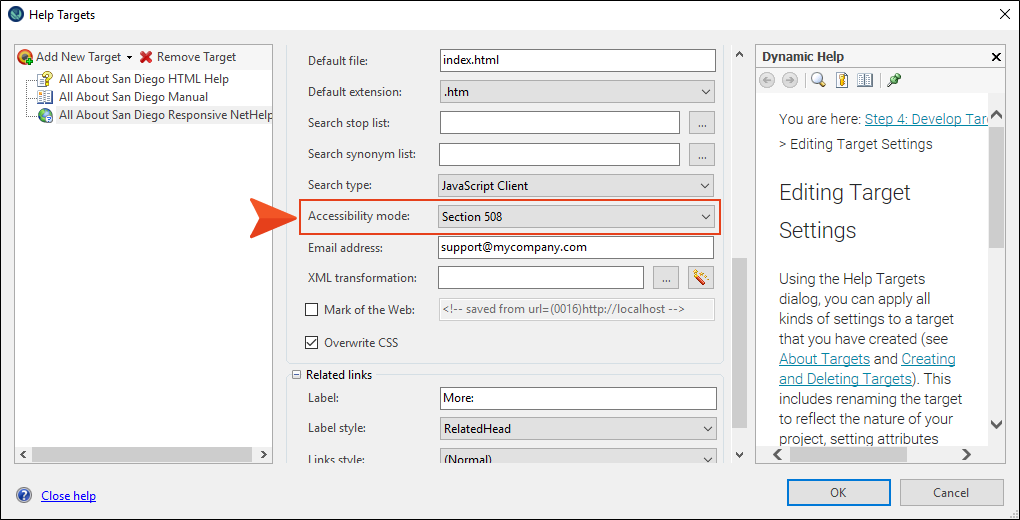 Help Targets
Add New Target
Remove Target
All About San Diego HTML Help
All About San Diego Manual
All About San Diego Responsive NetHelp
Default file:
index.html
Default extension:
.htm
Search stop list:
...
Search synonym list:
...
Search type:
JavaScript Client
Accessibility mode:
Section 508
Email address:
support@mycompany.com
XML transformation:
...
Mark of the Web:
<!-- saved from url=(0016)http://localhost -->
Overwrite CSS
Related links
Label:
More:
Label style:
RelatedHead
Links style:
(Normal)
Dynamic Help
You are here: Step 4: Develop Tar
> Editing Target Settings
Editing Target
Settings
Using the Help Targets
dialog, you can apply all
kinds of settings to a target
that you have created (see
About Targets and Creating
and Deleting Targets). This
includes renaming the target
to reflect the nature of your
project, setting attributes
Close help
OK
Cancel